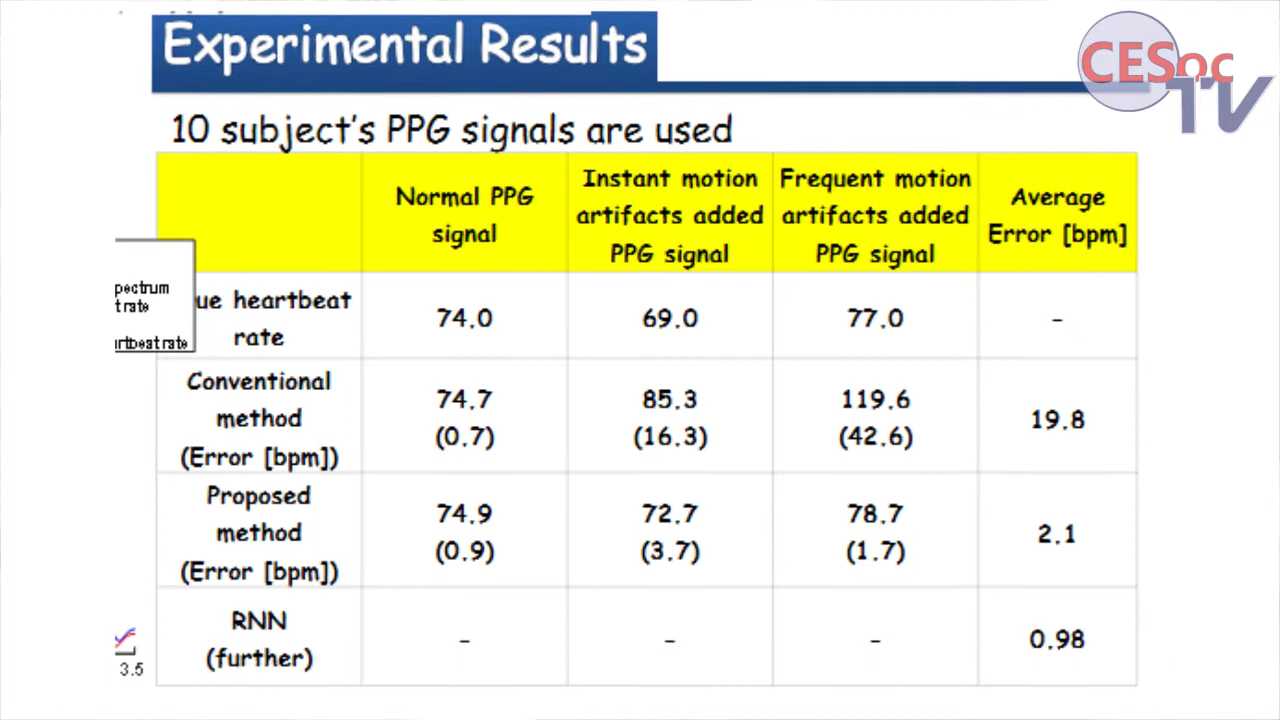 Experimental Results
CESoc
TV
10 subject's PPG signals are used
Normal PPG
signal
Instant motion
artifacts added
PPG signal
Frequent motion
artifacts added
PPG signal
Average
Error [bpm]
pectrum
t rate
rtbeat rate
ue heartbeat
rate
74.0
69.0
77.0
-
Conventional
method
(Error [bpm])
74.7
(0.7)
85.3
(16.3)
119.6
(42.6)
19.8
Proposed
method
(Error [bpm])
74.9
(0.9)
72.7
(3.7)
78.7
(1.7)
2.1
RNN
(further)
-
-
-
0.98
3.5